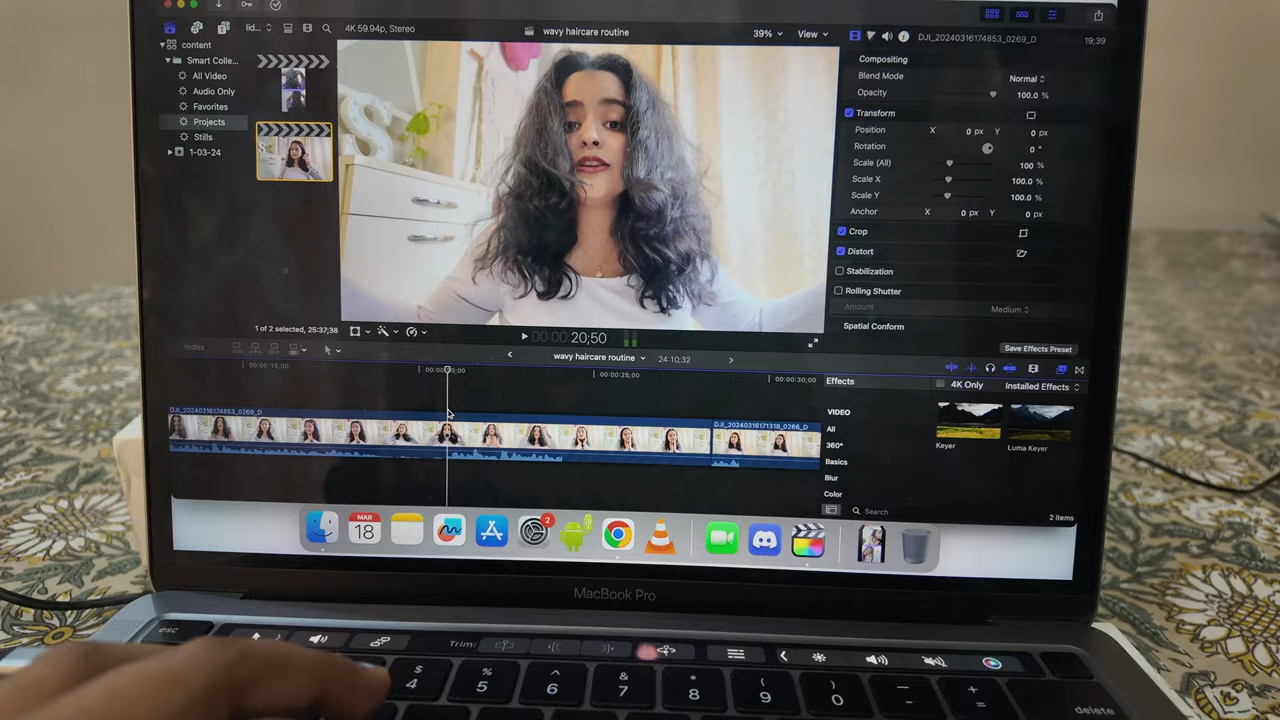 4K 59.94p, Stereo
wavy haircare routine
39%
View
DJI_20240316174853_0269_D
19;39
content
Smart Colle...
All Video
Audio Only
Favorites
Projects
Stills
1-03-24
Compositing
Blend Mode
Normal
Opacity
100.0 %
Transform
Position
X
0 px
Y
0 px
Rotation
0 °
Scale (All)
100 %
Scale X
100.0 %
Scale Y
100.0 %
Anchor
X
0 px
Y
0 px
Crop
Distort
Stabilization
Rolling Shutter
Amount
Medium
Spatial Conform
Save Effects Preset
1 of 2 selected, 25:37;38
00:00:20;50
Index
wavy haircare routine
24:10;32
00:00:15;00
00:00:25;00
00:00:30;00
DJI_20240316174853_0269_D
DJI_20240316171318_0266_D
Effects
4K Only
Installed Effects
VIDEO
All
360°
Basics
Blur
Color
Keyer
Luma Keyer
Search
2 items
MAR
18
2
MacBook Pro
esc
Trim:
$
4
%
5
^
6
&
7
*
8
(
9
)
0
–
-
+
=
delete